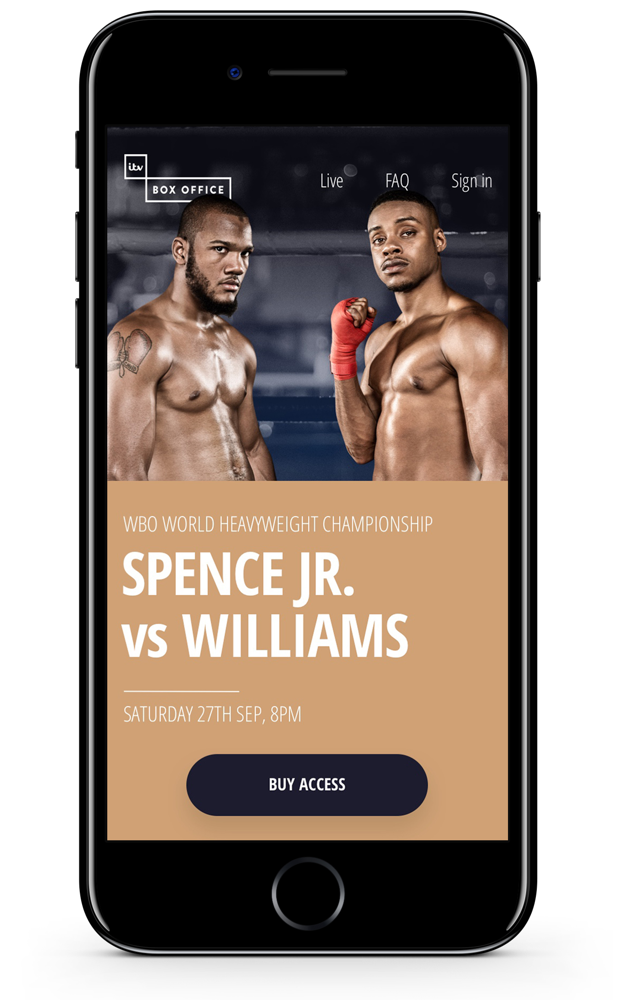 itv
BOX OFFICE
Live FAQ Sign in
WBO WORLD HEAVYWEIGHT CHAMPIONSHIP
SPENCE JR.
vs WILLIAMS
SATURDAY 27TH SEP, 8PM
BUY ACCESS